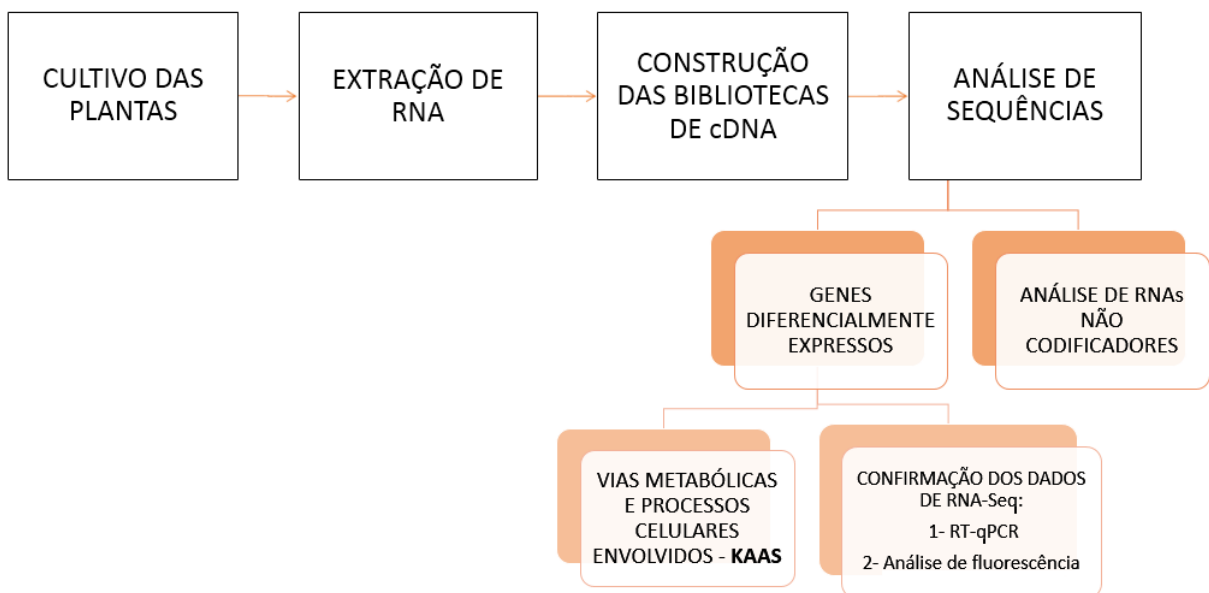 CULTIVO DAS
PLANTAS
EXTRAÇÃO DE
RNA
CONSTRUÇÃO
DAS BIBLIOTECAS
DE cDNA
ANÁLISE DE
SEQUÊNCIAS
GENES
DIFERENCIALMENTE
EXPRESSOS
ANÁLISE DE RNAs
NÃO
CODIFICADORES
VIAS METABÓLICAS
E PROCESSOS
CELULARES
ENVOLVIDOS - KAAS
CONFIRMAÇÃO DOS DADOS
DE RNA-Seq:
1- RT-qPCR
2- Análise de fluorescência